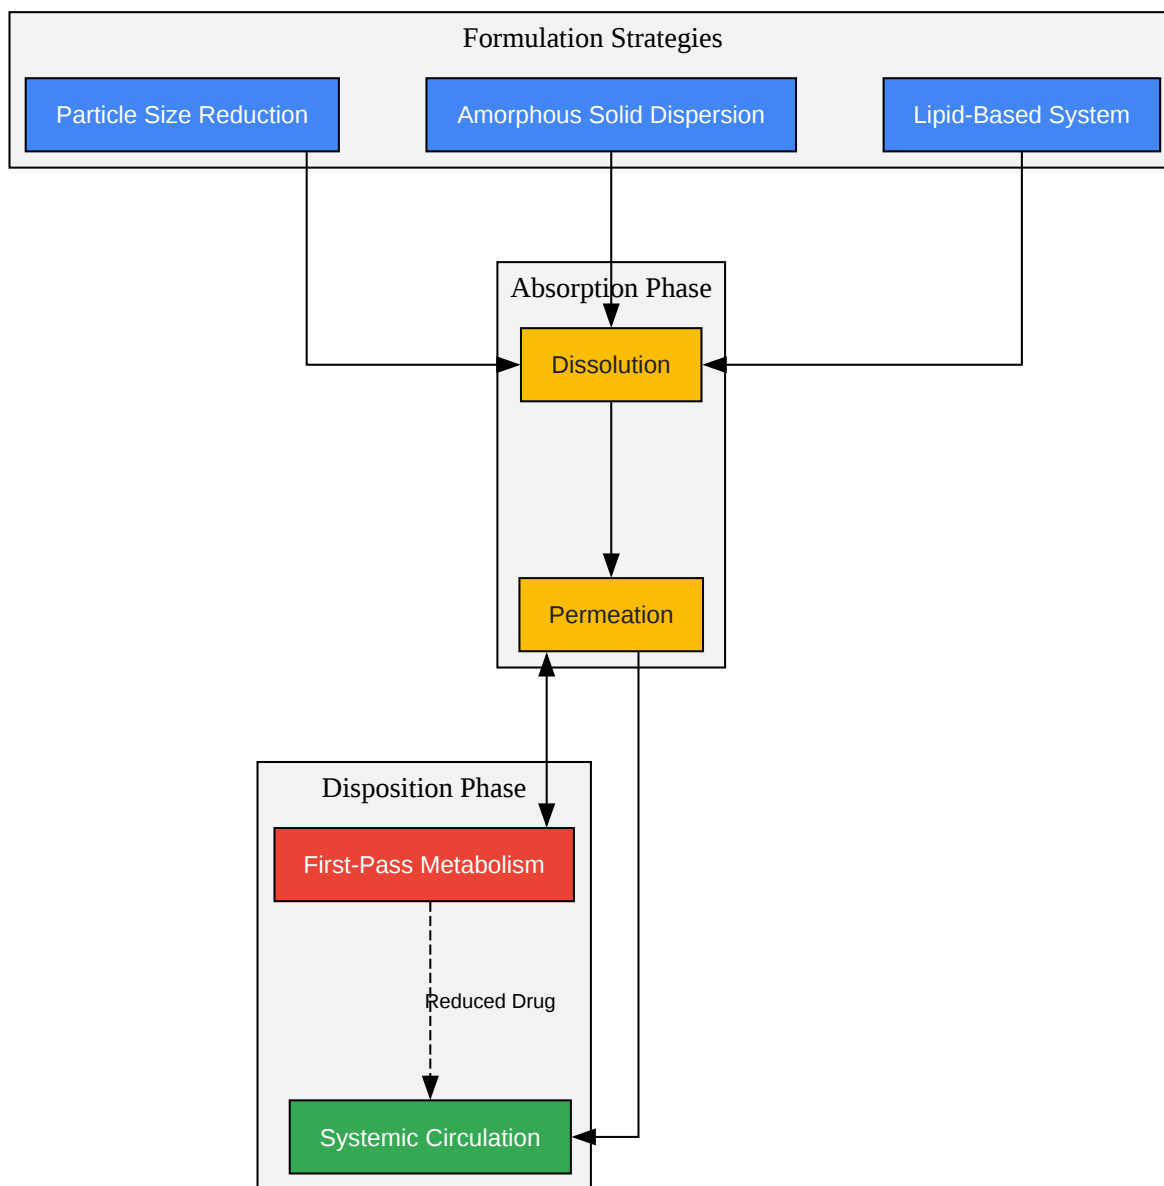 Formulation Strategies
Particle Size Reduction
Amorphous Solid Dispersion
Lipid-Based System
Absorption Phase
Dissolution
Permeation
Disposition Phase
First-Pass Metabolism
Reduced Drug
Systemic Circulation